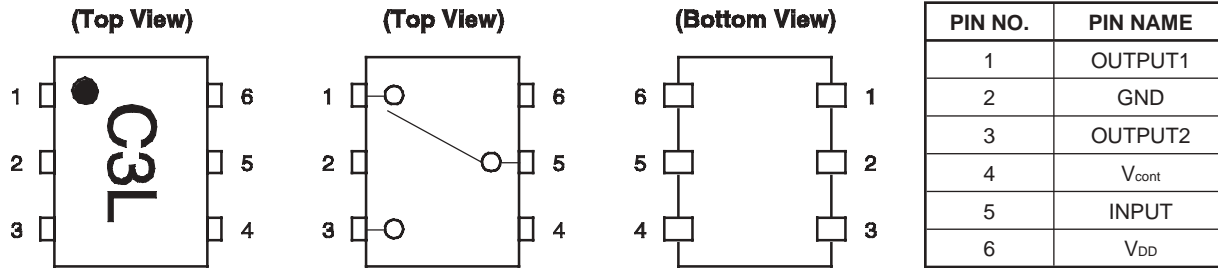 (Top View)
1
2
3
C3L
6
5
4
(Top View)
1
2
3
6
5
4
(Bottom View)
6
5
4
1
2
3
PIN NO. PIN NAME
1 OUTPUT1
2 GND
3 OUTPUT2
4 Vcont
5 INPUT
6 VDD